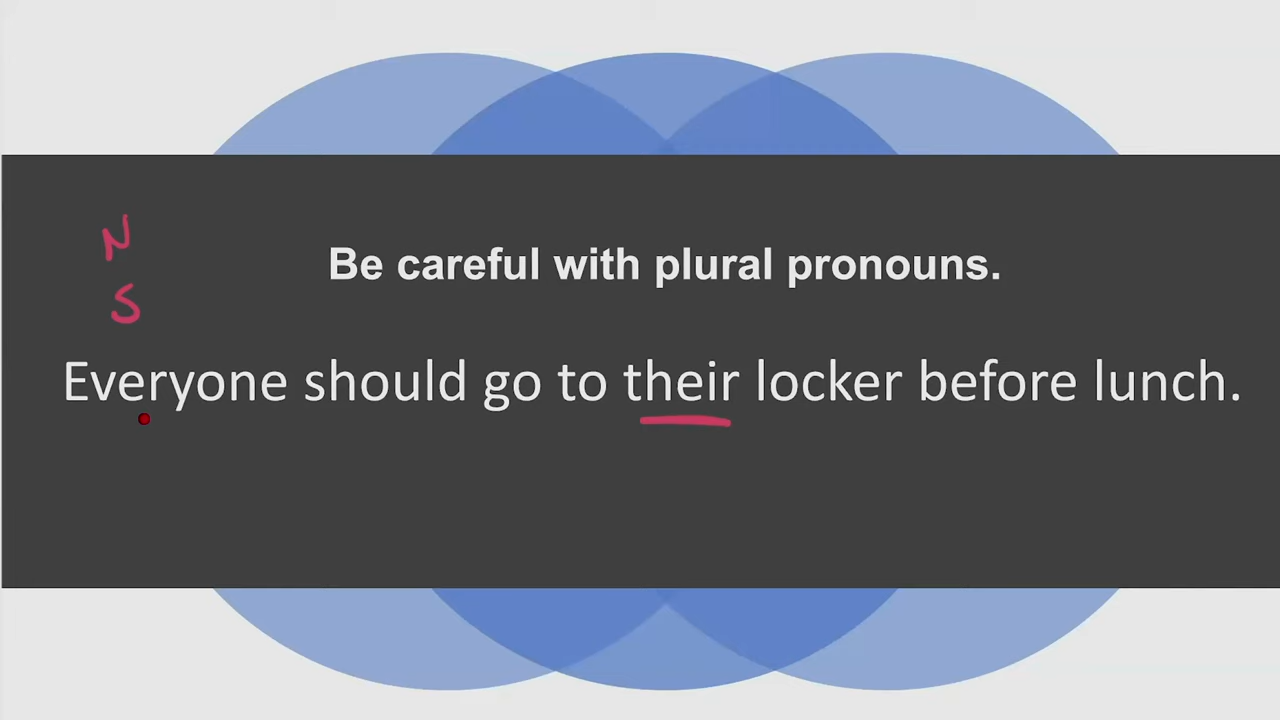 N
Be careful with plural pronouns.
S
Everyone should go to their locker before lunch.